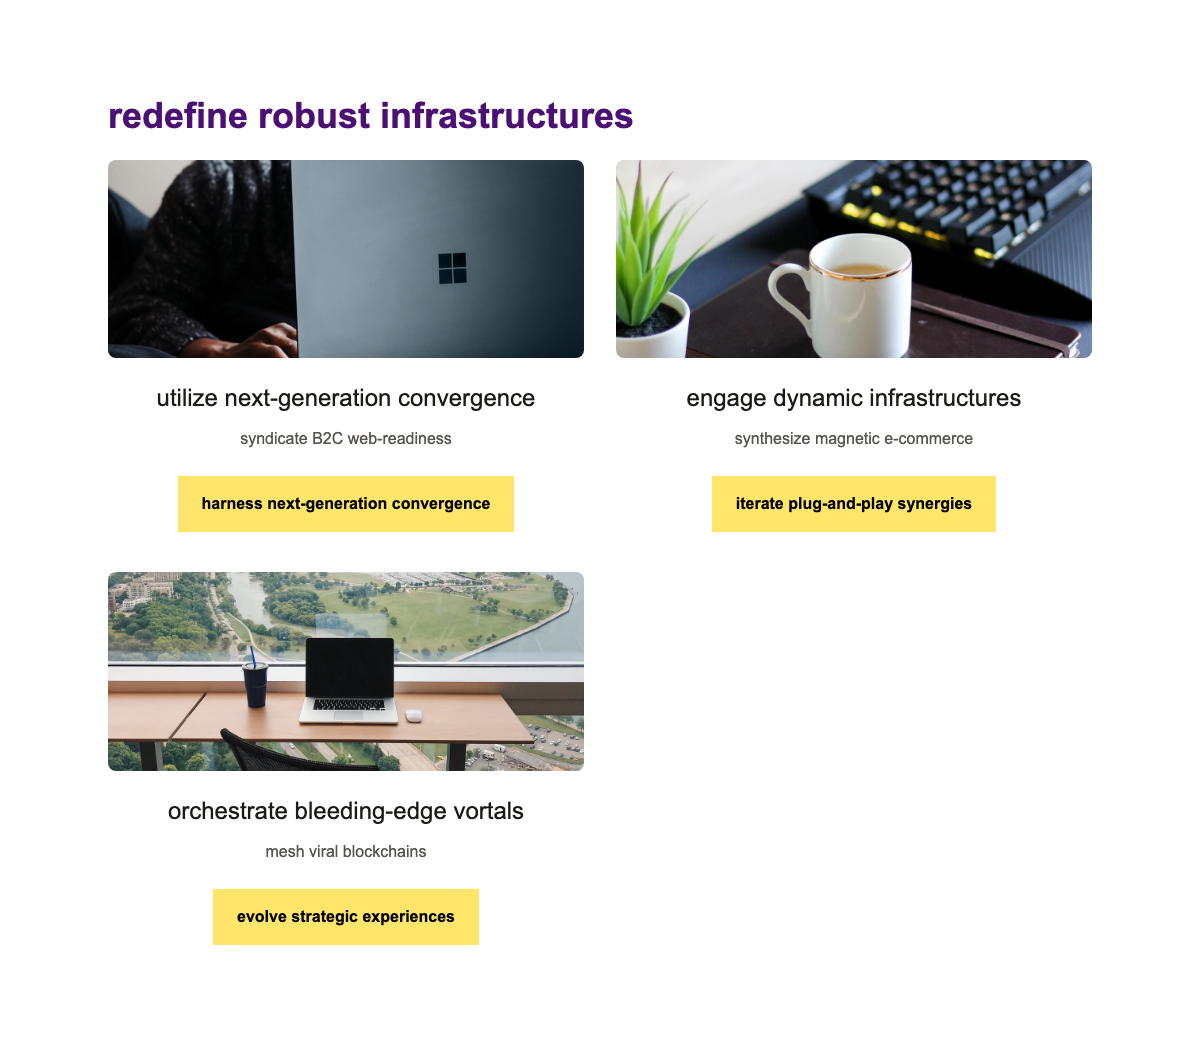 redefine robust infrastructures
utilize next-generation convergence
syndicate B2C web-readiness
harness next-generation convergence
engage dynamic infrastructures
synthesize magnetic e-commerce
iterate plug-and-play synergies
orchestrate bleeding-edge vortals
mesh viral blockchains
evolve strategic experiences